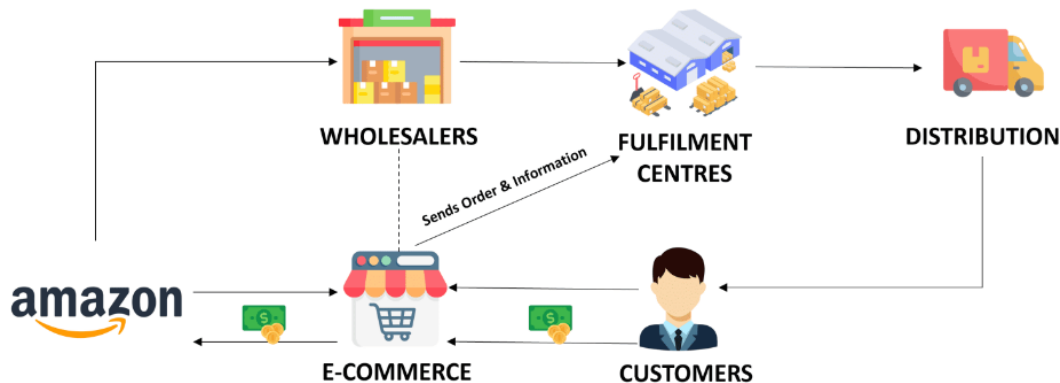 WHOLESALERS
FULFILMENT
CENTRES
DISTRIBUTION
Sends Order & Information
amazon
E-COMMERCE
CUSTOMERS